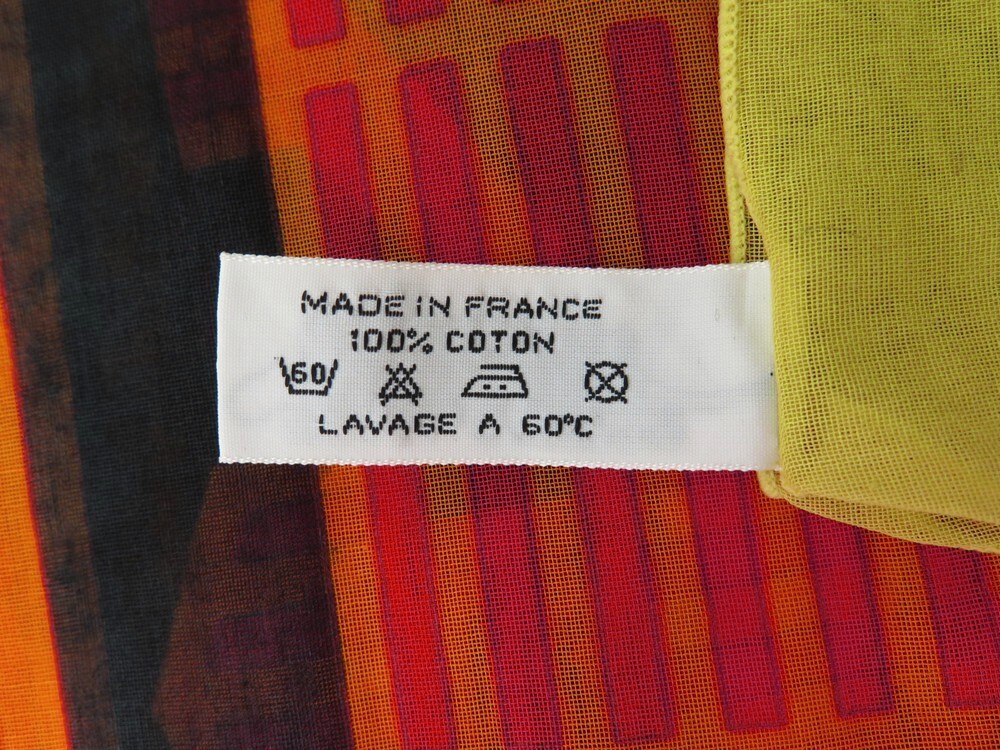 MADE IN FRANCE
100% COTON
60
LAVAGE A 60°C